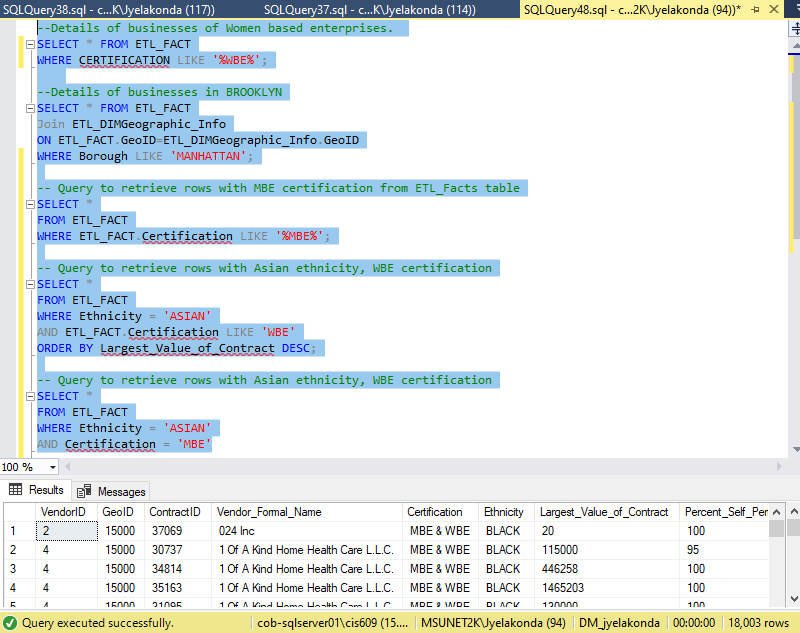 SQLQuery38.sql - c...K\Jyelakonda (117)) SQLQuery37.sql - c...K\Jyelakonda (114)) SQLQuery48.sql - c...2K\Jyelakonda (94))*
--Details of businesses of Women based enterprises.
SELECT * FROM ETL_FACT
WHERE CERTIFICATION LIKE '%WBE%';
--Details of businesses in BROOKLYN
SELECT * FROM ETL_FACT
Join ETL_DIMGeographic_Info
ON ETL_FACT.GeoID=ETL_DIMGeographic_Info.GeoID
WHERE Borough LIKE 'MANHATTAN';
-- Query to retrieve rows with MBE certification from ETL_Facts table
SELECT *
FROM ETL_FACT
WHERE ETL_FACT.Certification LIKE '%MBE%';
-- Query to retrieve rows with Asian ethnicity, WBE certification
SELECT *
FROM ETL_FACT
WHERE Ethnicity = 'ASIAN'
AND ETL_FACT.Certification LIKE 'WBE'
ORDER BY Largest_Value_of_Contract DESC;
-- Query to retrieve rows with Asian ethnicity, WBE certification
SELECT *
FROM ETL_FACT
WHERE Ethnicity = 'ASIAN'
AND Certification = 'MBE'
100 %
Results Messages
VendorID GeoID ContractID Vendor_Formal_Name Certification Ethnicity Largest_Value_of_Contract Percent_Self_Per
1 2 15000 37069 024 Inc MBE & WBE BLACK 20 100
2 4 15000 30737 1 Of A Kind Home Health Care L.L.C. MBE & WBE BLACK 115000 95
3 4 15000 34814 1 Of A Kind Home Health Care L.L.C. MBE & WBE BLACK 446258 100
4 4 15000 35163 1 Of A Kind Home Health Care L.L.C. MBE & WBE BLACK 1465203 100
5 4 15000 31095 1 Of A Kind Home Health Care L.L.C. MBE & WBE BLACK 130000 100
Query executed successfully. cob-sqlserver01\cis609 (15.... MSUNET2K\Jyelakonda (94) DM_jyelakonda 00:00:00 18,003 rows